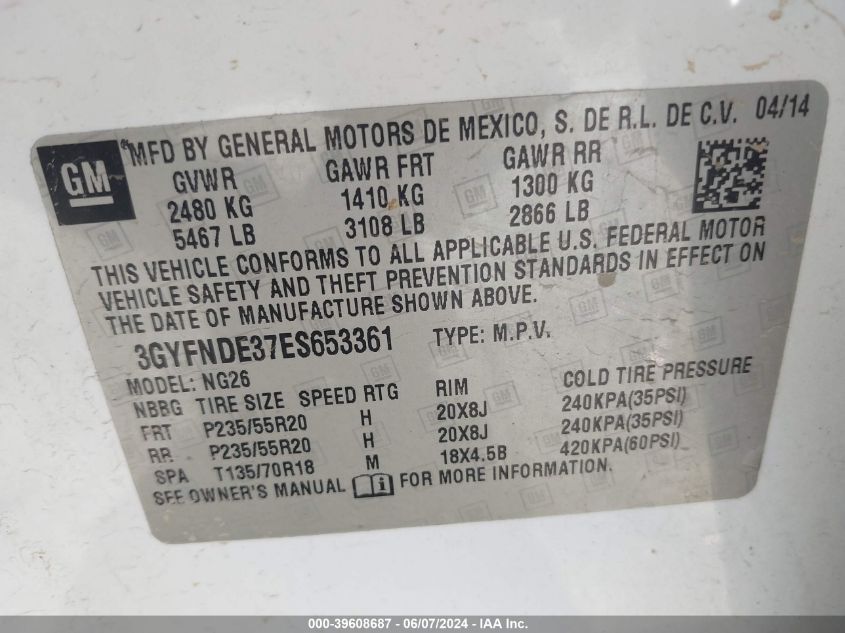 MFD BY GENERAL MOTORS DE MEXICO, S. DE R.L. DE C.V. 04/14
GM
GVWR GAWR FRT GAWR RR
2480 KG 1410 KG 1300 KG
5467 LB 3108 LB 2866 LB
THIS VEHICLE CONFORMS TO ALL APPLICABLE U.S. FEDERAL MOTOR
VEHICLE SAFETY AND THEFT PREVENTION STANDARDS IN EFFECT ON
THE DATE OF MANUFACTURE SHOWN ABOVE.
3GYFNDE37ES653361 TYPE: M.P.V.
MODEL: NG26
NBBG TIRE SIZE SPEED RTG RIM COLD TIRE PRESSURE
FRT P235/55R20 H 20X8J 240KPA(35PSI)
RR P235/55R20 H 20X8J 240KPA(35PSI)
SPA T135/70R18 M 18X4.5B 420KPA(60PSI)
SEE OWNER'S MANUAL FOR MORE INFORMATION.
000-39608687 - 06/07/2024 - IAA Inc.